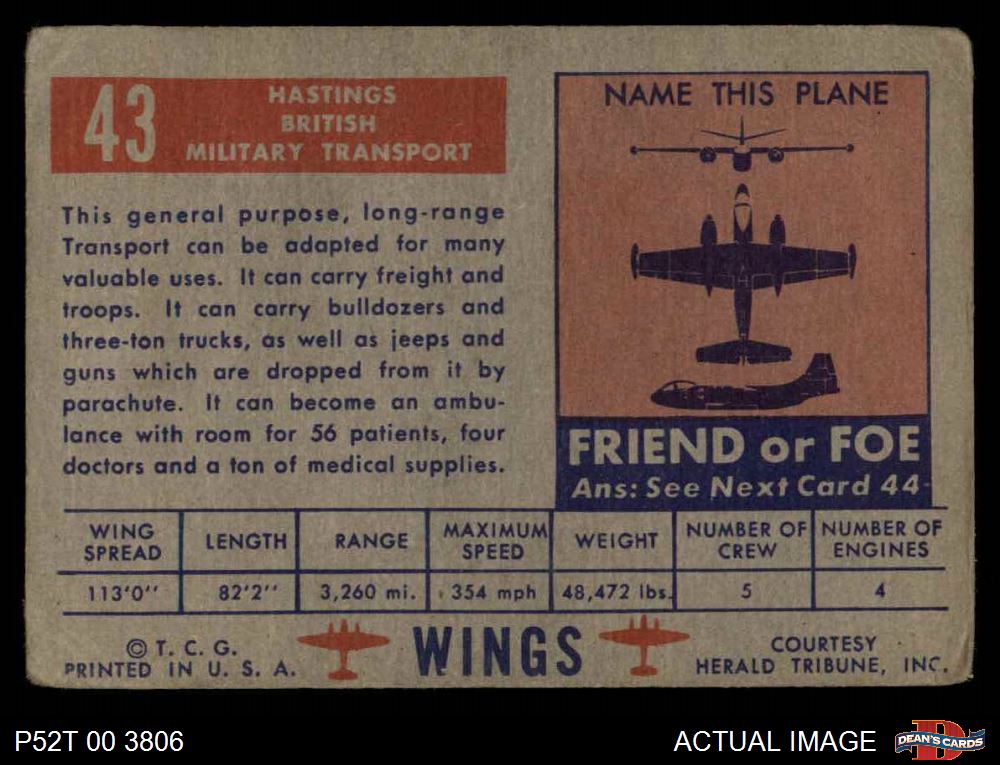 43
HASTINGS
BRITISH
MILITARY TRANSPORT
This general purpose, long-range
Transport can be adapted for many
valuable uses. It can carry freight and
troops. It can carry bulldozers and
three-ton trucks, as well as jeeps and
guns which are dropped from it by
parachute. It can become an ambu-
lance with room for 56 patients, four
doctors and a ton of medical supplies.
NAME THIS PLANE
FRIEND or FOE
Ans: See Next Card 44
WING SPREAD LENGTH RANGE MAXIMUM SPEED WEIGHT NUMBER OF CREW NUMBER OF ENGINES
113'0'' 82'2'' 3,260 mi. 354 mph 48,472 lbs. 5 4
© T. C. G.
PRINTED IN U. S. A.
WINGS
COURTESY
HERALD TRIBUNE, INC.
P52T 00 3806
ACTUAL IMAGE
DEAN'S CARDS